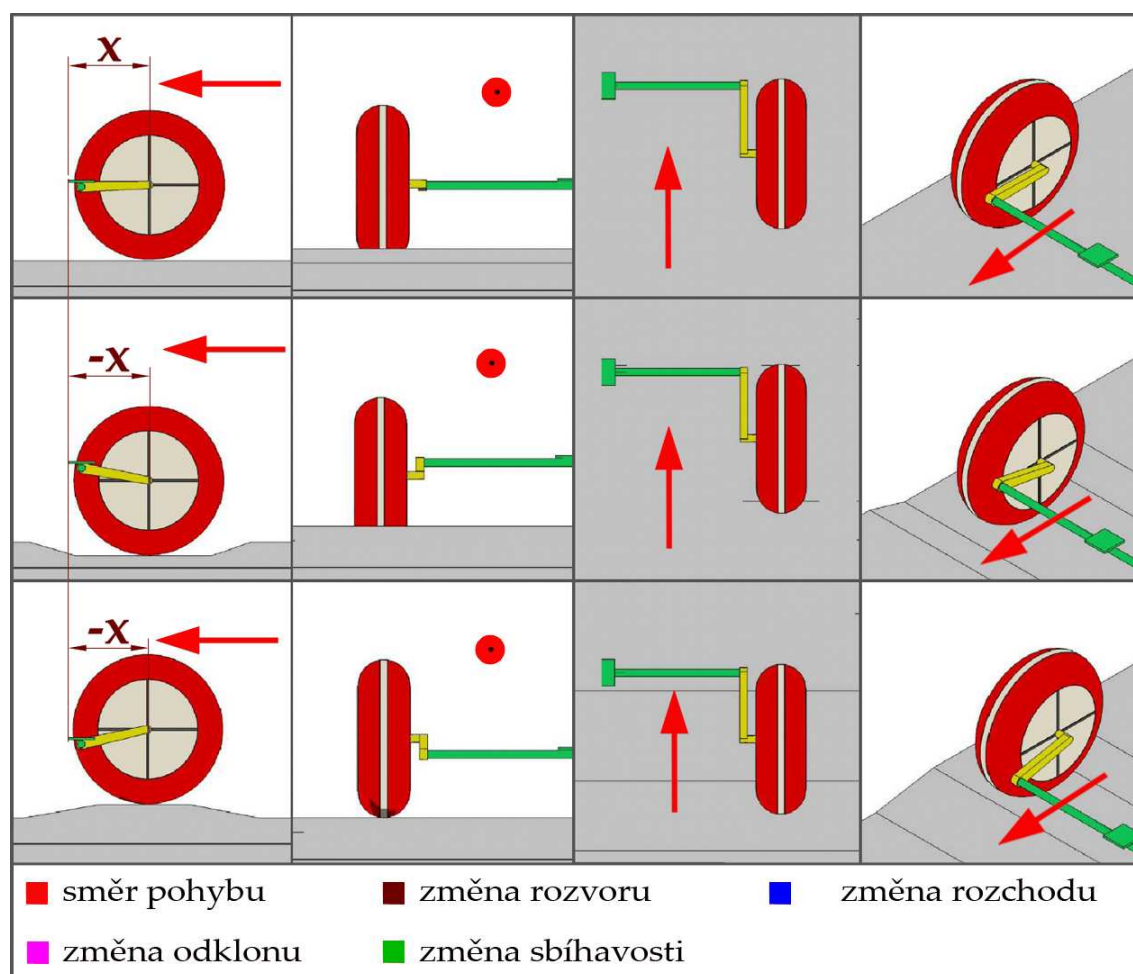 x
-x
-x
směr pohybu změna rozvoru změna rozchodu
změna odklonu změna sbíhavosti